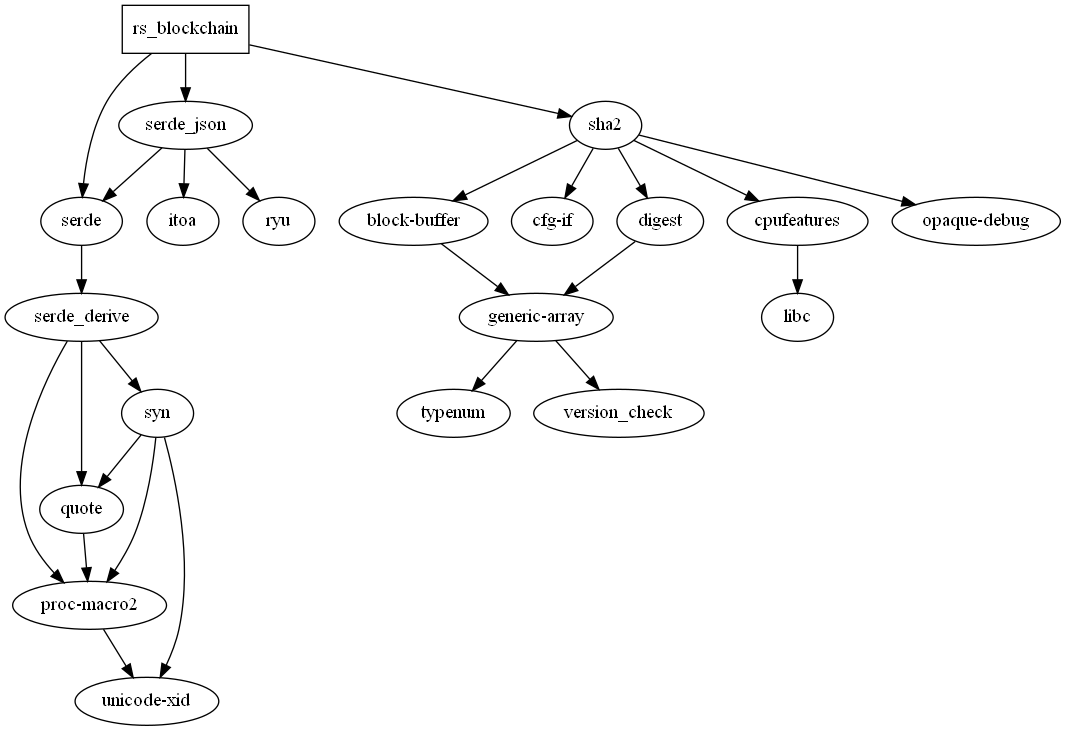 rs_blockchain
serde_json
sha2
serde
itoa
ryu
block-buffer
cfg-if
digest
cpufeatures
opaque-debug
serde_derive
generic-array
libc
syn
typenum
version_check
quote
proc-macro2
unicode-xid